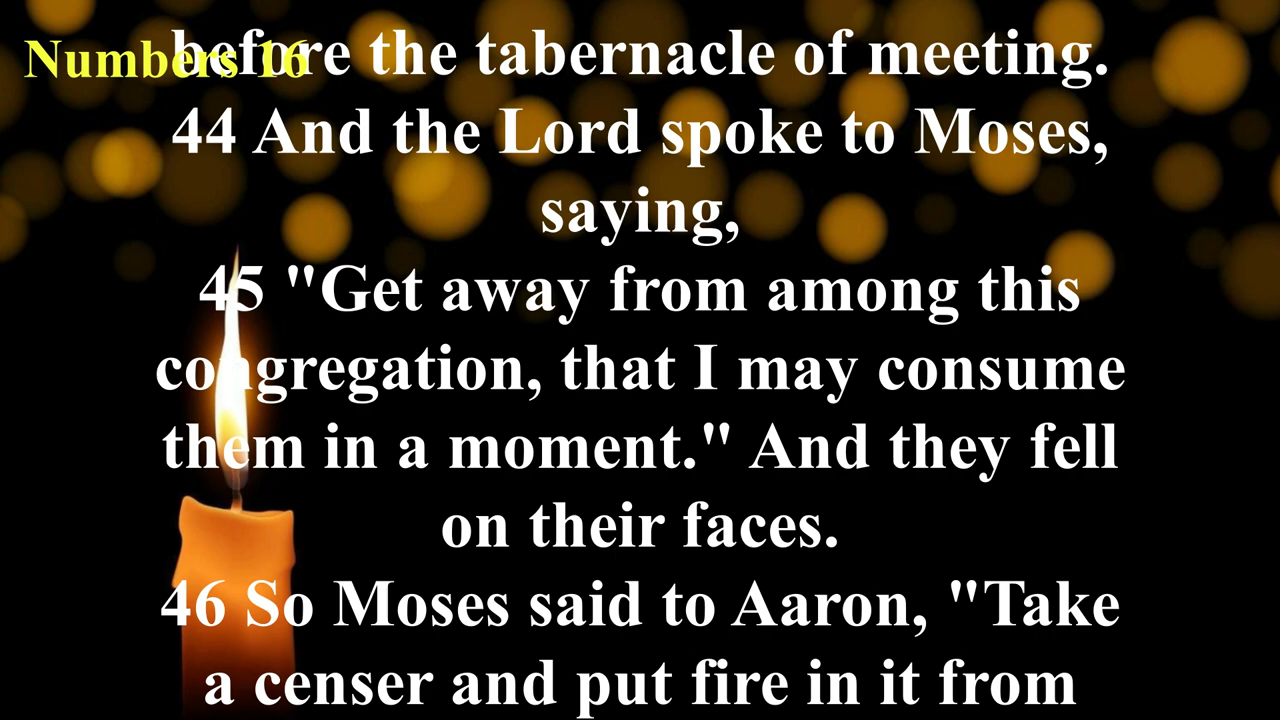 Numbers 16
before the tabernacle of meeting.
44 And the Lord spoke to Moses,
saying,
45 "Get away from among this
congregation, that I may consume
them in a moment." And they fell
on their faces.
46 So Moses said to Aaron, "Take
a censer and put fire in it from